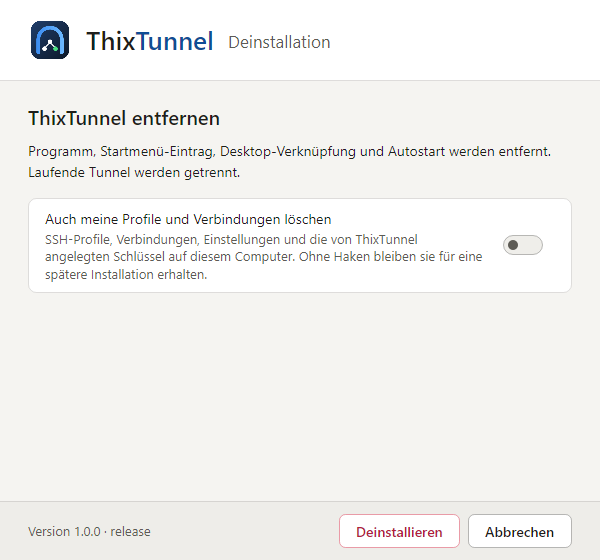 ThixTunnel Deinstallation
ThixTunnel entfernen
Programm, Startmenü-Eintrag, Desktop-Verknüpfung und Autostart werden entfernt.
Laufende Tunnel werden getrennt.
Auch meine Profile und Verbindungen löschen
SSH-Profile, Verbindungen, Einstellungen und die von ThixTunnel
angelegten Schlüssel auf diesem Computer. Ohne Haken bleiben sie für eine
spätere Installation erhalten.
Version 1.0.0 · release
Deinstallieren
Abbrechen